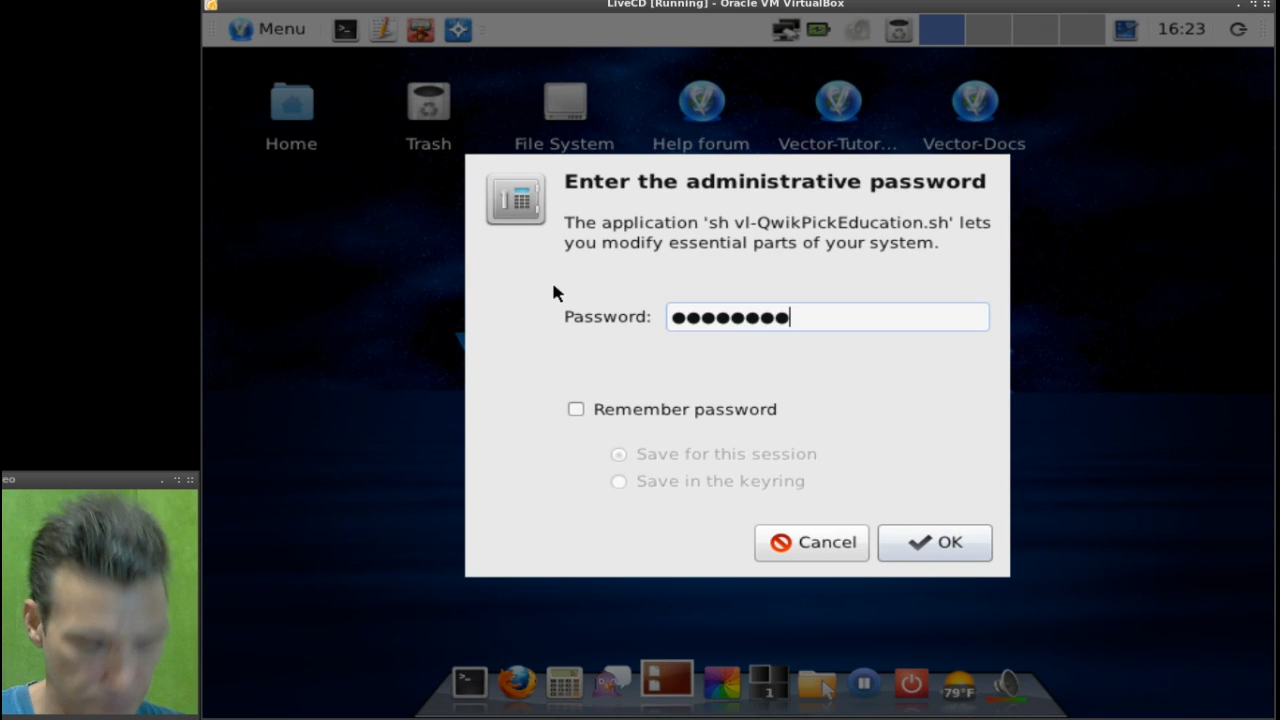 LiveCD [Running] - Oracle VM VirtualBox
Menu
16:23
Home
Trash
File System
Help forum
Vector-Tutor...
Vector-Docs
Enter the administrative password
The application 'sh vl-QwikPickEducation.sh' lets
you modify essential parts of your system.
Password: ●●●●●●●●
Remember password
Save for this session
Save in the keyring
Cancel
OK
eo
1
-79°F